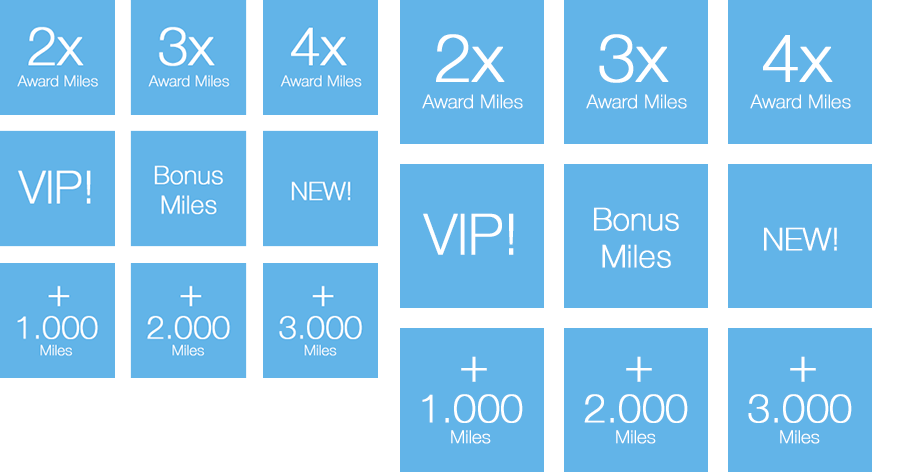 2x
Award Miles
3x
Award Miles
4x
Award Miles
VIP!
Bonus
Miles
NEW!
+
1.000
Miles
+
2.000
Miles
+
3.000
Miles
2x
Award Miles
3x
Award Miles
4x
Award Miles
VIP!
Bonus
Miles
NEW!
+
1.000
Miles
+
2.000
Miles
+
3.000
Miles